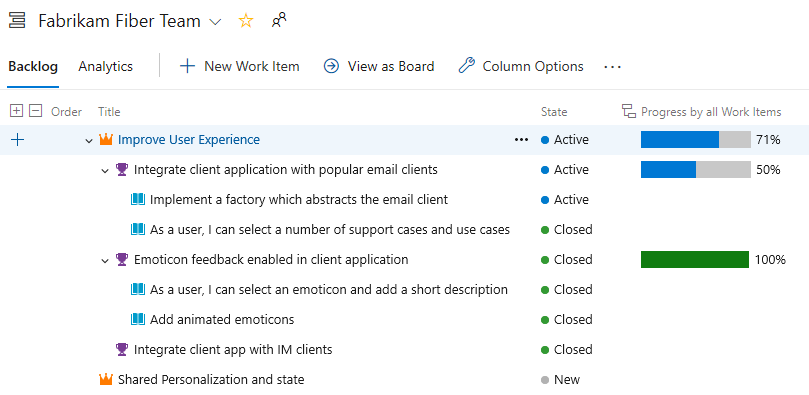 Fabrikam Fiber Team
Backlog Analytics New Work Item View as Board Column Options ...
Order Title State Progress by all Work Items
Improve User Experience ... Active 71%
Integrate client application with popular email clients Active 50%
Implement a factory which abstracts the email client Active
As a user, I can select a number of support cases and use cases Closed
Emoticon feedback enabled in client application Closed 100%
As a user, I can select an emoticon and add a short description Closed
Add animated emoticons Closed
Integrate client app with IM clients Closed
Shared Personalization and state New